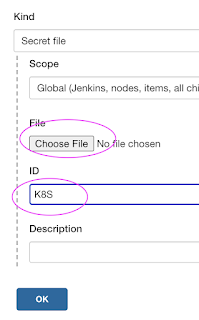 Kind
Secret file
Scope
Global (Jenkins, nodes, items, all chi
File
Choose File No file chosen
ID
K8S
Description
OK